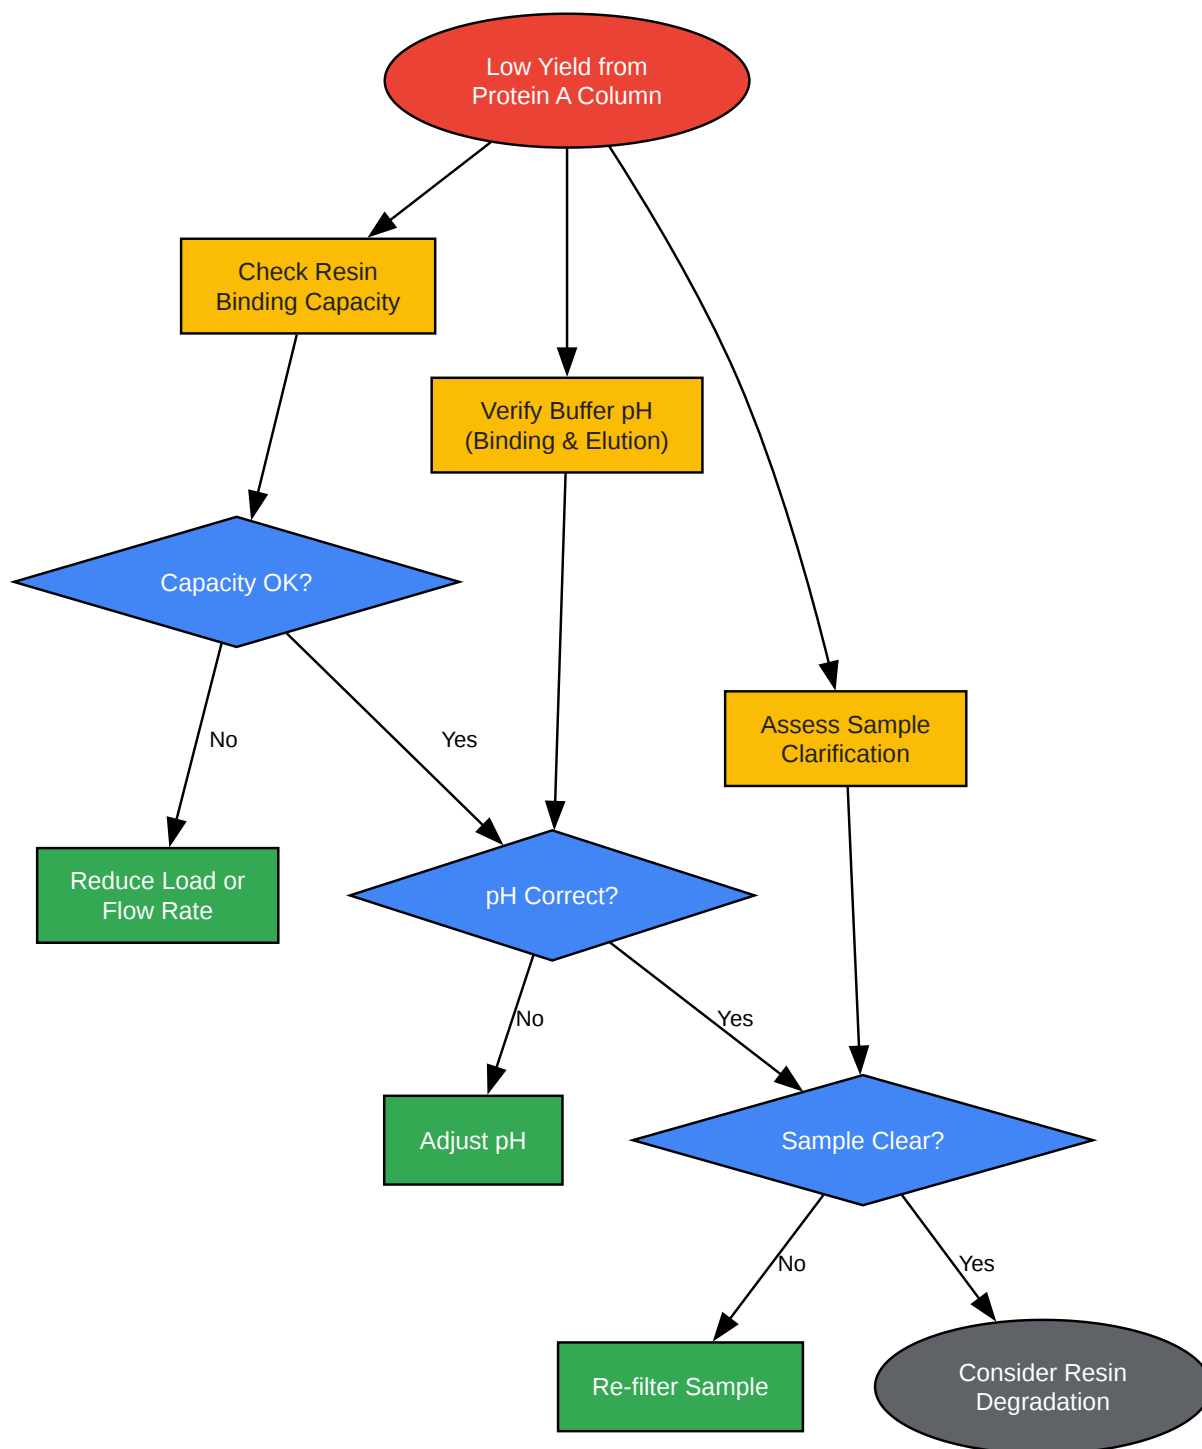 Low Yield from
Protein A Column
Check Resin
Binding Capacity
Verify Buffer pH
(Binding & Elution)
Capacity OK?
Assess Sample
Clarification
No
Yes
Reduce Load or
Flow Rate
pH Correct?
No
Yes
Adjust pH
Sample Clear?
No
Yes
Re-filter Sample
Consider Resin
Degradation